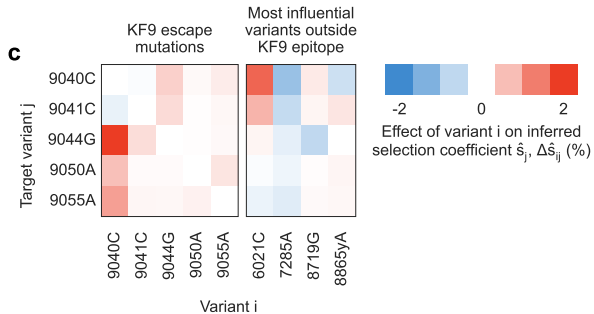 c
KF9 escape
mutations
Most influential
variants outside
KF9 epitope
Target variant j
9040C
9041C
9044G
9050A
9055A
9040C
9041C
9044G
9050A
9055A
6021C
7285A
8719G
8865yA
Variant i
-2
0
2
Effect of variant i on inferred
selection coefficient ŝj, Δŝij (%)